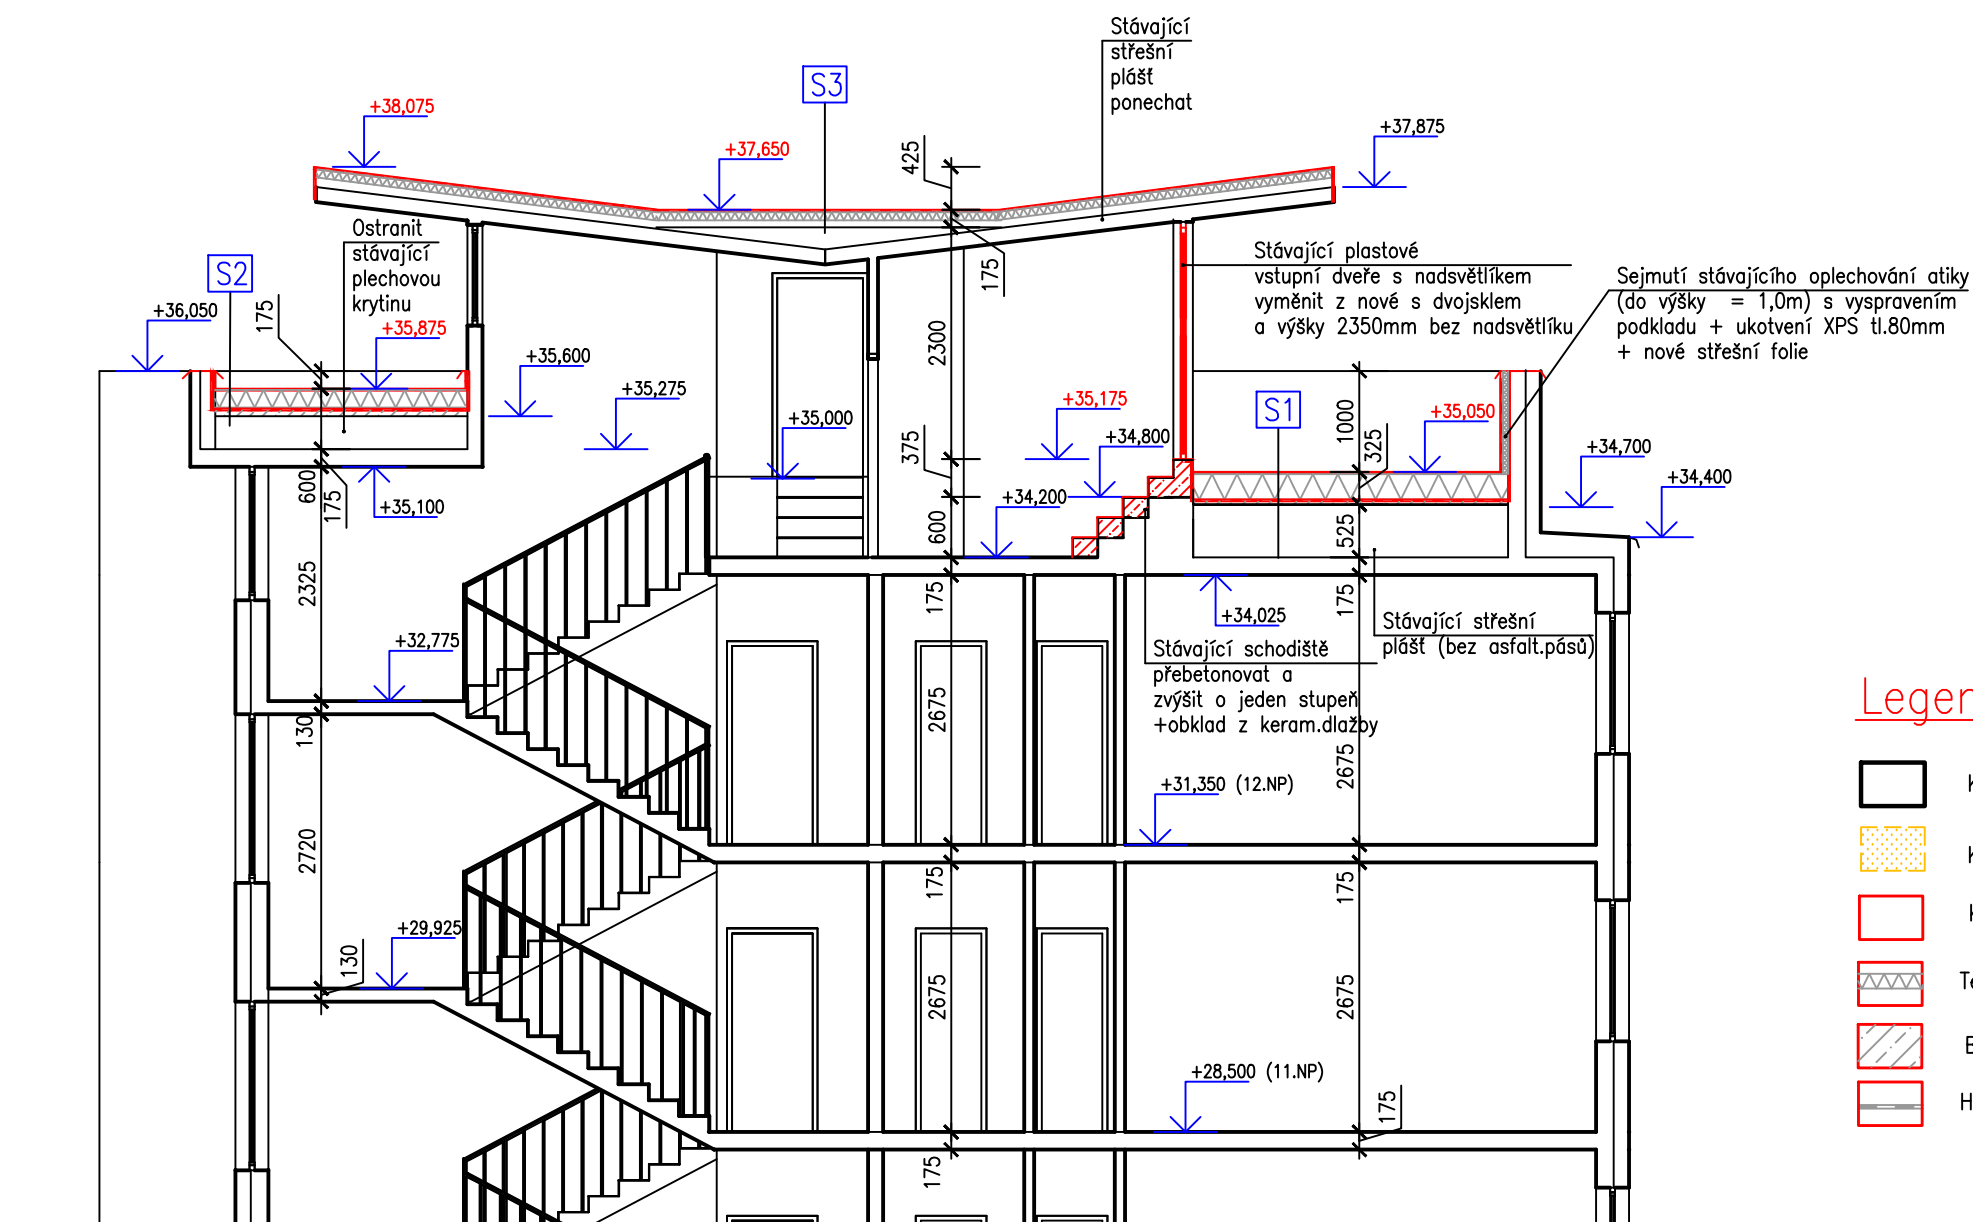 Stávající
střešní
plášť
ponechat
S3
+38,075
+37,650
425
+37,875
175
Ostranit
stávající
plechovou
krytinu
S2
175
+36,050
+35,875
+35,600
+35,275
+35,000
2300
375
+35,175
+34,800
+34,200
600
Stávající plastové
vstupní dveře s nadsvětlíkem
vyměnit z nové s dvojsklem
a výšky 2350mm bez nadsvětlíku
Sejmutí stávajícího oplechování atiky
(do výšky = 1,0m) s vyspravením
podkladu + ukotvení XPS tl.80mm
+ nové střešní folie
S1
1000
325
+35,050
+34,700
+34,400
525
600
175
+35,100
2325
175
175
+34,025
Stávající střešní
plášť (bez asfalt.pásů)
Stávající schodiště
přebetonovat a
zvýšit o jeden stupeň
+obklad z keram.dlažby
+32,775
130
2675
2675
+31,350 (12.NP)
2720
175
175
+29,925
130
2675
2675
+28,500 (11.NP)
175
175
Legen
K
K
K
Te
B
H